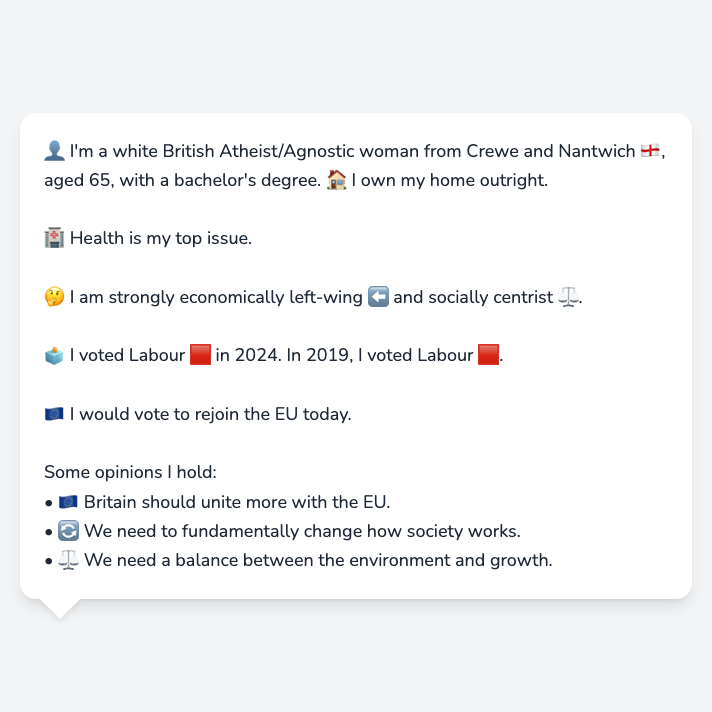 👤 I'm a white British Atheist/Agnostic woman from Crewe and Nantwich 🏴󠁧󠁢󠁥󠁮󠁧󠁿,
aged 65, with a bachelor's degree. 🏠 I own my home outright.
🏥 Health is my top issue.
🤔 I am strongly economically left-wing ⬅️ and socially centrist ⚖️.
🗳️ I voted Labour 🟥 in 2024. In 2019, I voted Labour 🟥.
🇪🇺 I would vote to rejoin the EU today.
Some opinions I hold:
• 🇪🇺 Britain should unite more with the EU.
• 🔄 We need to fundamentally change how society works.
• ⚖️ We need a balance between the environment and growth.